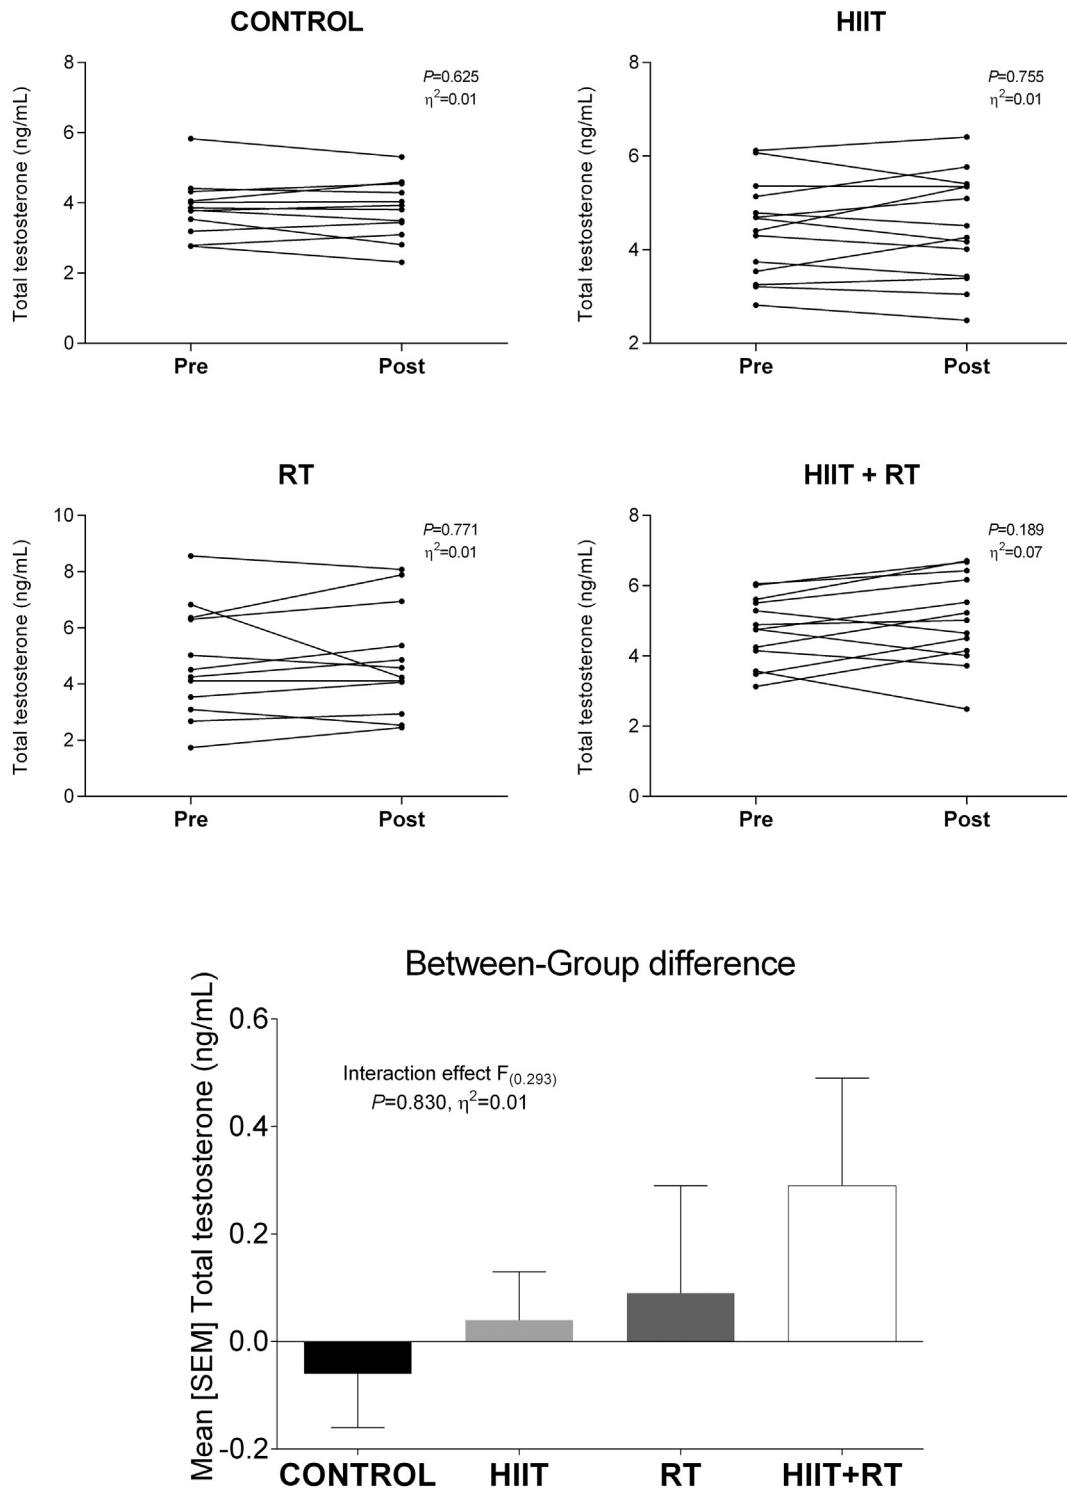 CONTROL
P=0.625
η²=0.01
Total testosterone (ng/mL)
8
6
4
2
0
Pre Post
HIIT
P=0.755
η²=0.01
Total testosterone (ng/mL)
8
6
4
2
Pre Post
RT
P=0.771
η²=0.01
Total testosterone (ng/mL)
10
8
6
4
2
0
Pre Post
HIIT + RT
P=0.189
η²=0.07
Total testosterone (ng/mL)
8
6
4
2
0
Pre Post
Between-Group difference
Mean [SEM] Total testosterone (ng/mL)
0.6
0.4
0.2
0.0
-0.2
Interaction effect F(0.293)
P=0.830, η²=0.01
CONTROL HIIT RT HIIT+RT